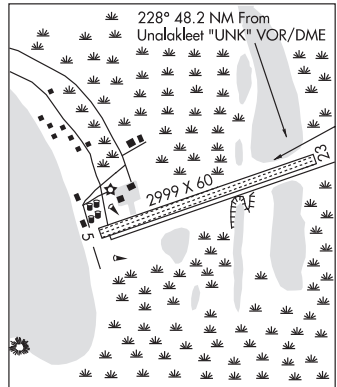 228° 48.2 NM From
Unalakleet "UNK" VOR/DME
23
2999 X 60
5